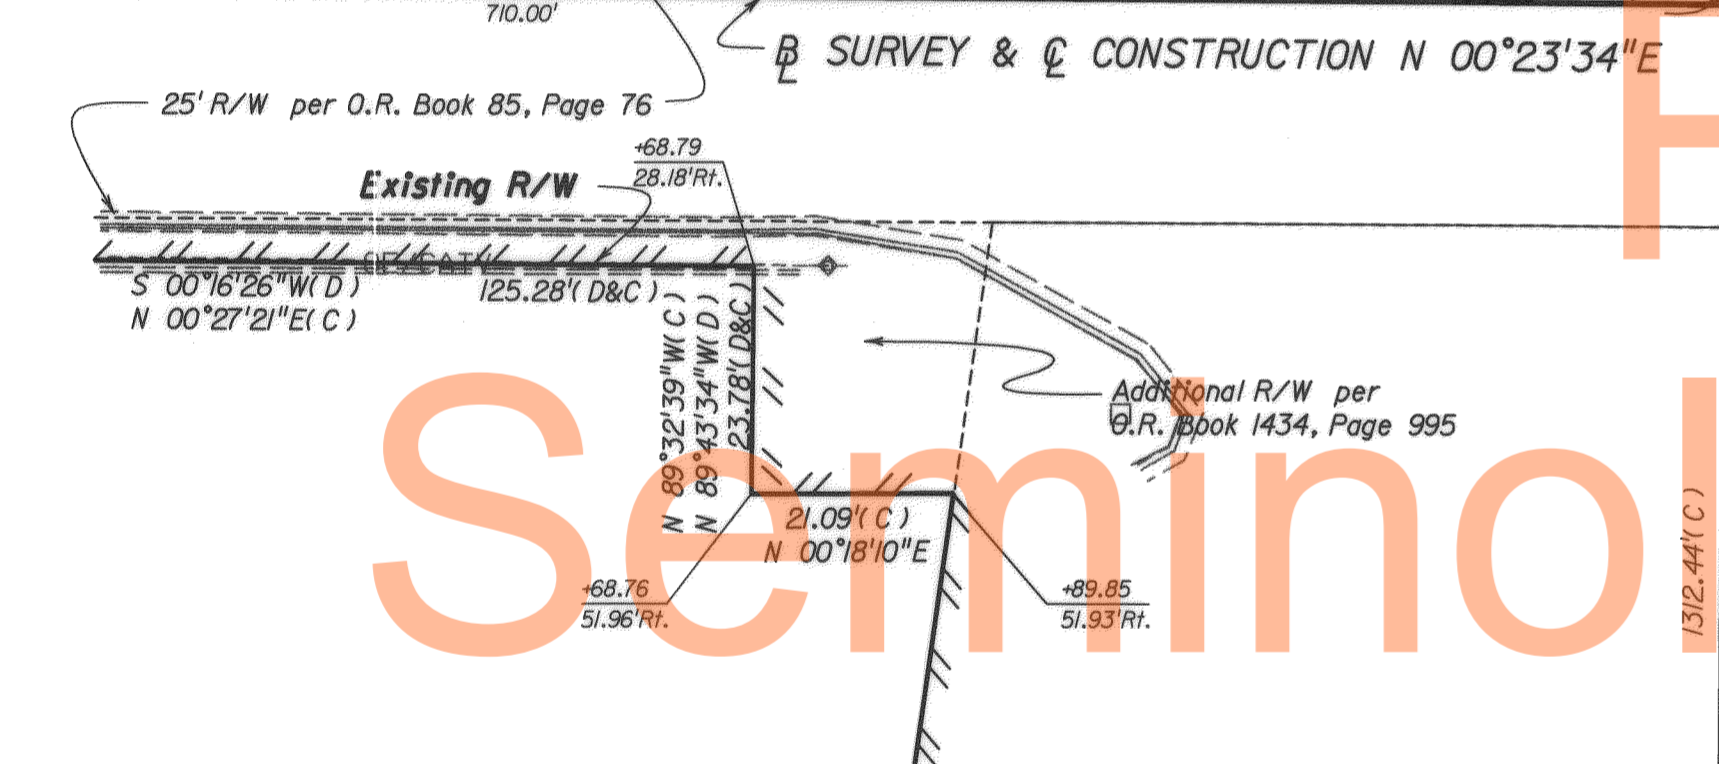 710.00'
℄ SURVEY & ℄ CONSTRUCTION N 00°23'34"E
25' R/W per O.R. Book 85, Page 76
+68.79
28.18'Rt.
Existing R/W
S 00°16'26"W(D)
N 00°27'21"E(C)
125.28'(D&C)
N 89°32'39"W(C)
N 89°43'34"W(D)
23.78'(D&C)
Additional R/W per
O.R. Book 1434, Page 995
21.09'(C)
N 00°18'10"E
+68.76
51.96'Rt.
+89.85
51.93'Rt.
1312.44'(C)
Seminol